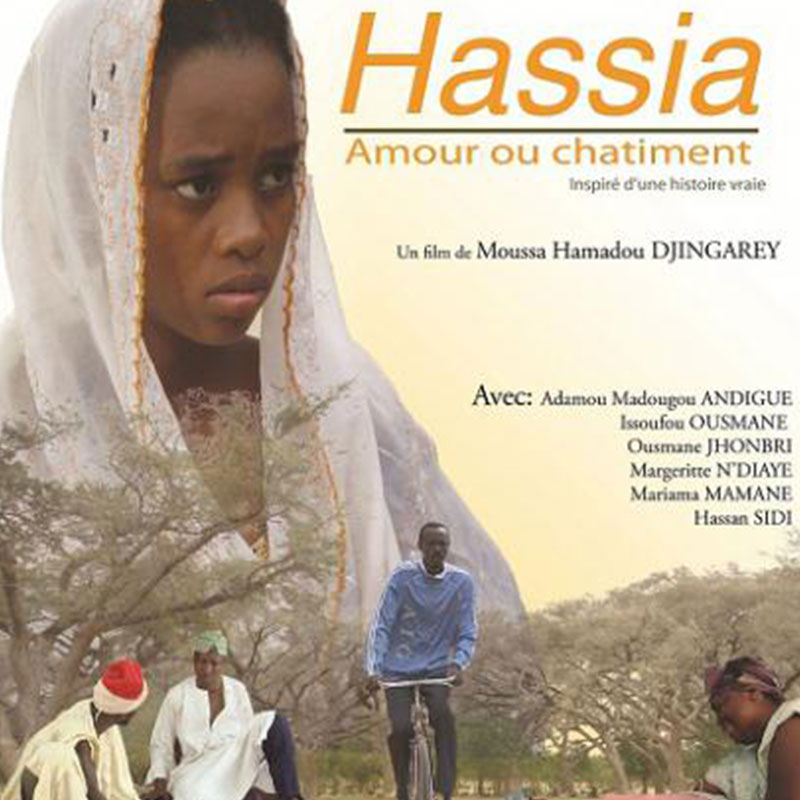 Hassia
Amour ou chatiment
Inspiré d'une histoire vraie
Un film de Moussa Hamadou DJINGAREY
Avec: Adamou Madougou ANDIGUE
Issoufou OUSMANE
Ousmane JHONBRI
Margeritte N'DIAYE
Mariama MAMANE
Hassan SIDI